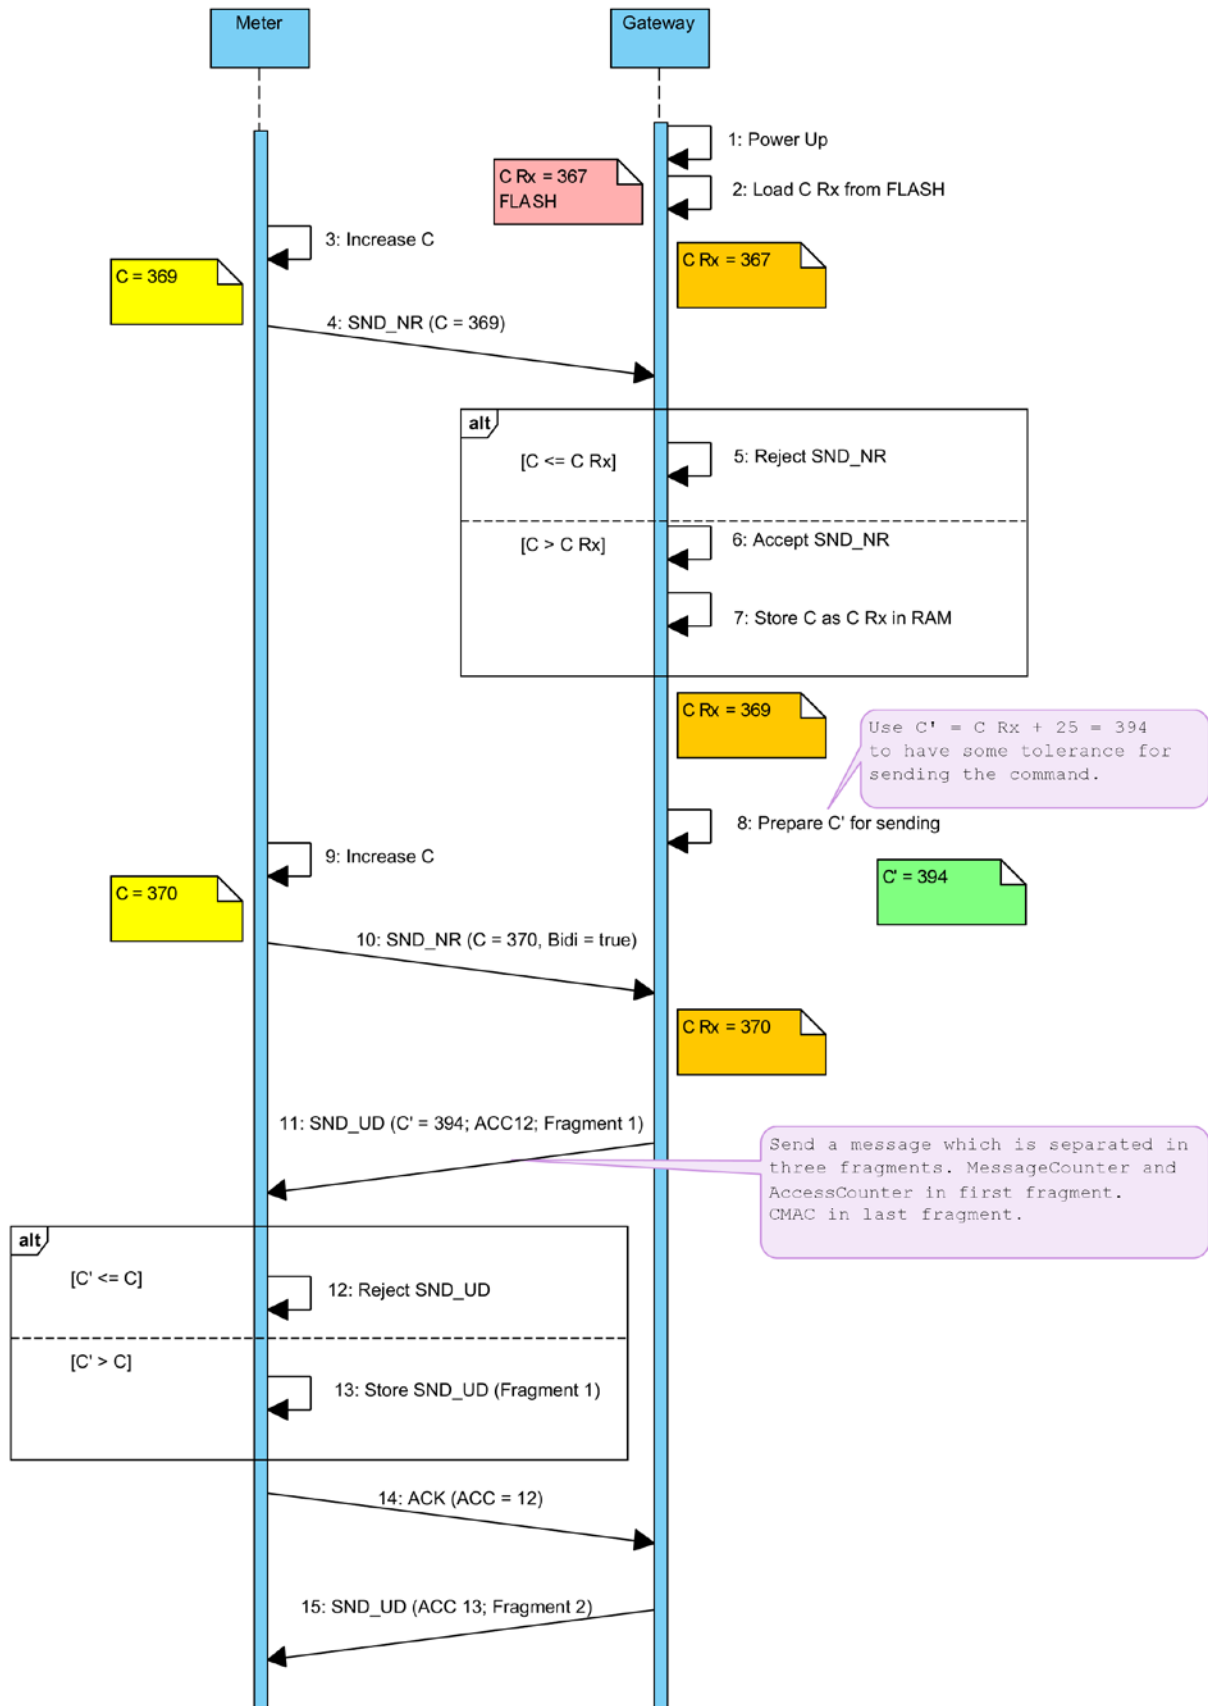 Meter
Gateway
1: Power Up
C Rx = 367
FLASH
2: Load C Rx from FLASH
3: Increase C
C = 369
C Rx = 367
4: SND_NR (C = 369)
alt
[C <= C Rx]
5: Reject SND_NR
[C > C Rx]
6: Accept SND_NR
7: Store C as C Rx in RAM
C Rx = 369
Use C' = C Rx + 25 = 394
to have some tolerance for
sending the command.
8: Prepare C' for sending
9: Increase C
C = 370
C' = 394
10: SND_NR (C = 370, Bidi = true)
C Rx = 370
11: SND_UD (C' = 394; ACC12; Fragment 1)
Send a message which is separated in
three fragments. MessageCounter and
AccessCounter in first fragment.
CMAC in last fragment.
alt
[C' <= C]
12: Reject SND_UD
[C' > C]
13: Store SND_UD (Fragment 1)
14: ACK (ACC = 12)
15: SND_UD (ACC 13; Fragment 2)